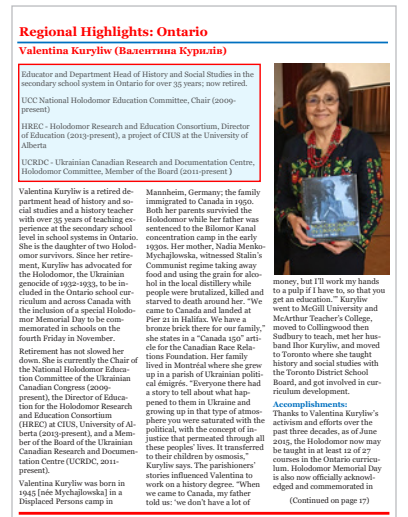 Regional Highlights: Ontario
Valentina Kuryliw (Валентина Курилів)
Educator and Department Head of History and Social Studies in the
secondary school system in Ontario for over 35 years; now retired.
UCC National Holodomor Education Committee, Chair (2009-
present)
HREC - Holodomor Research and Education Consortium, Director
of Education (2013-present), a project of CIUS at the University of
Alberta
UCRDC - Ukrainian Canadian Research and Documentation Centre,
Holodomor Committee, Member of the Board (2011-present )
Valentina Kuryliw is a retired de-
partment head of history and so-
cial studies and a history teacher
with over 35 years of teaching ex-
perience at the secondary school
level in school systems in Ontario.
She is the daughter of two Holod-
omor survivors. Since her retire-
ment, Kuryliw has advocated for
the Holodomor, the Ukrainian
genocide of 1932-1933, to be in-
cluded in the Ontario school cur-
riculum and across Canada with
the inclusion of a special Holodo-
mor Memorial Day to be com-
memorated in schools on the
fourth Friday in November.
Retirement has not slowed her
down. She is currently the Chair of
the National Holodomor Educa-
tion Committee of the Ukrainian
Canadian Congress (2009-
present), the Director of Educa-
tion for the Holodomor Research
and Education Consortium
(HREC) at CIUS, University of Al-
berta (2013-present), and a Mem-
ber of the Board of the Ukrainian
Canadian Research and Documen-
tation Centre (UCRDC, 2011-
present).
Valentina Kuryliw was born in
1945 [née Mychajlowska] in a
Displaced Persons camp in
Mannheim, Germany; the family
immigrated to Canada in 1950.
Both her parents survived the
Holodomor while her father was
sentenced to the Bilomor Kanal
concentration camp in the early
1930s. Her mother, Nadia Menko-
Mychajlowska, witnessed Stalin's
Communist regime taking away
food and using the grain for alco-
hol in the local distillery while
people were brutalized, killed and
starved to death around her. "We
came to Canada and landed at
Pier 21 in Halifax. We have a
bronze brick there for our family,"
she states in a "Canada 150" arti-
cle for the Canadian Race Rela-
tions Foundation. Her family
lived in Montréal where she grew
up in a parish of Ukrainian politi-
cal émigrés. "Everyone there had
a story to tell about what hap-
pened to them in Ukraine and
growing up in that type of atmos-
phere you were saturated with the
political, with the concept of in-
justice that permeated through all
these peoples' lives. It transferred
to their children by osmosis,"
Kuryliw says. The parishioners'
stories influenced Valentina to
work on a history degree. "When
we came to Canada, my father
told us: 'we don't have a lot of
money, but I'll work my hands
to a pulp if I have to, so that you
get an education.'" Kuryliw
went to McGill University and
McArthur Teacher's College,
moved to Collingwood then
Sudbury to teach, met her hus-
band Ihor Kuryliw, and moved
to Toronto where she taught
history and social studies with
the Toronto District School
Board, and got involved in cur-
riculum development.
Accomplishments:
Thanks to Valentina Kuryliw's
activism and efforts over the
past three decades, as of June
2015, the Holodomor now may
be taught in at least 12 of 27
courses in the Ontario curricu-
lum. Holodomor Memorial Day
is also now officially acknowl-
edged and commemorated in
(Continued on page 17)